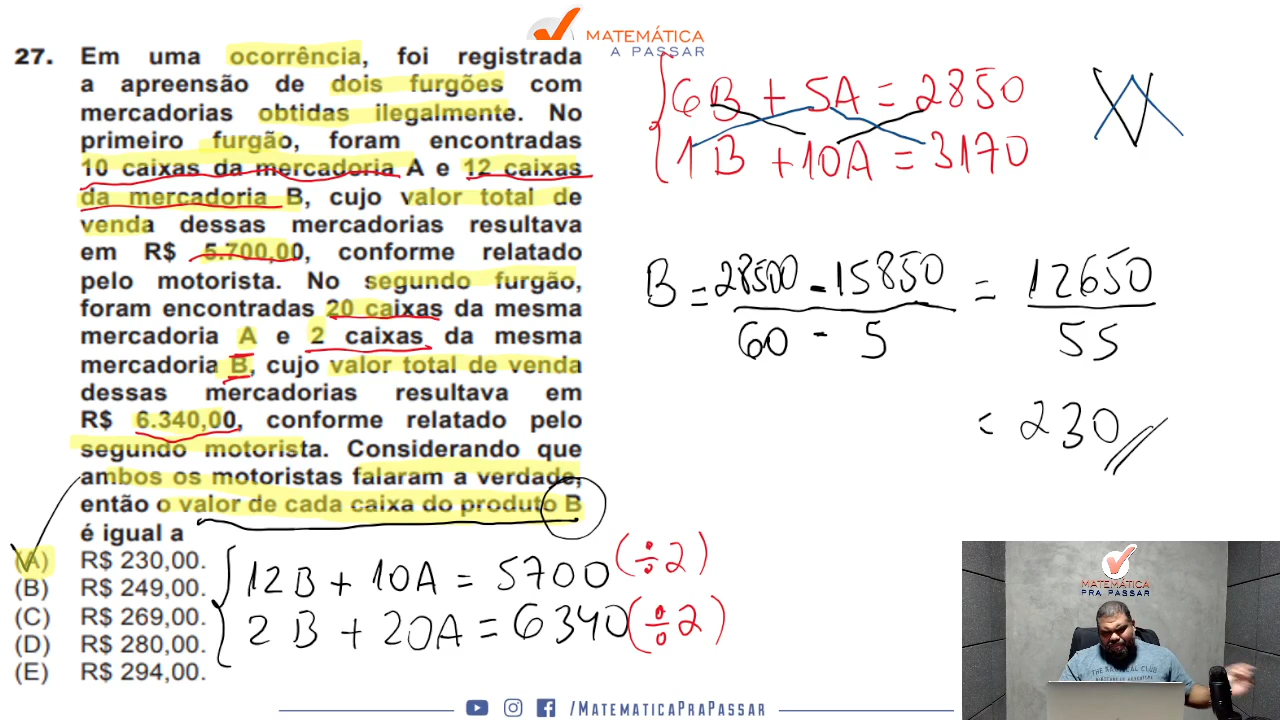 MATEMÁTICA
A PASSAR
27. Em uma ocorrência, foi registrada
a apreensão de dois furgões com
mercadorias obtidas ilegalmente. No
primeiro furgão, foram encontradas
10 caixas da mercadoria A e 12 caixas
da mercadoria B, cujo valor total de
venda dessas mercadorias resultava
em R$ 5.700,00, conforme relatado
pelo motorista. No segundo furgão,
foram encontradas 20 caixas da mesma
mercadoria A e 2 caixas da mesma
mercadoria B, cujo valor total de venda
dessas mercadorias resultava em
R$ 6.340,00, conforme relatado pelo
segundo motorista. Considerando que
ambos os motoristas falaram a verdade,
então o valor de cada caixa do produto B
é igual a
(A) R$ 230,00.
(B) R$ 249,00.
(C) R$ 269,00.
(D) R$ 280,00.
(E) R$ 294,00.
12B + 10A = 5700 (÷2)
2B + 20A = 6340 (÷2)
6B + 5A = 2850
1B + 10A = 3170
B = 28500 - 15850 = 12650
60 - 5 55
= 230
MATEMÁTICA
PRA PASSAR
/MATEMATICAPRAPASSAR